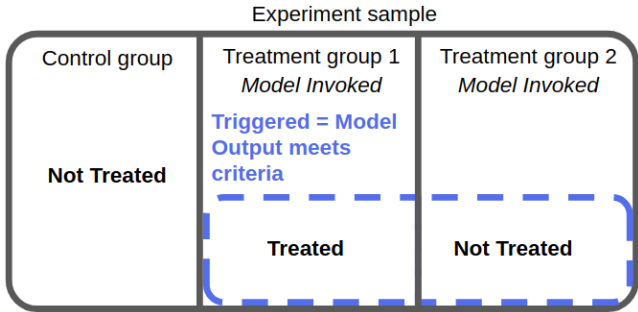 Experiment sample
Control group
Treatment group 1
Treatment group 2
Model Invoked
Model Invoked
Triggered = Model
Output meets
criteria
Not Treated
Treated
Not Treated